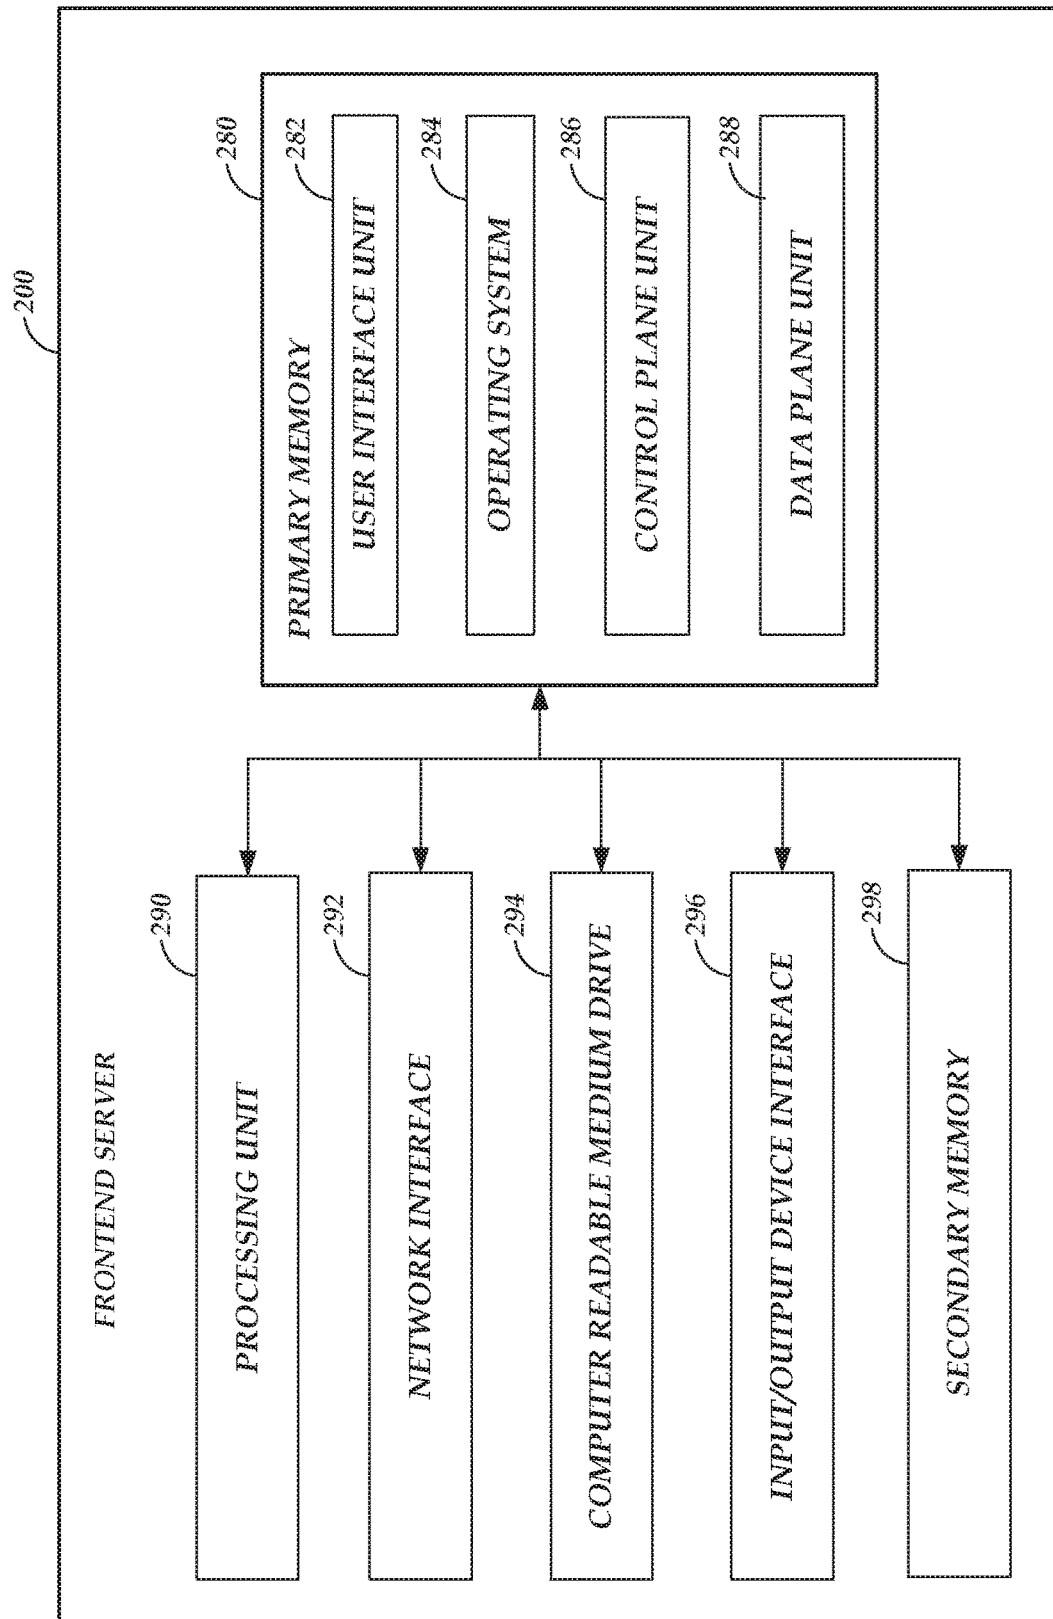 200
FRONTEND SERVER
290
PROCESSING UNIT
292
NETWORK INTERFACE
294
COMPUTER READABLE MEDIUM DRIVE
296
INPUT/OUTPUT DEVICE INTERFACE
298
SECONDARY MEMORY
280
PRIMARY MEMORY
282
USER INTERFACE UNIT
284
OPERATING SYSTEM
286
CONTROL PLANE UNIT
288
DATA PLANE UNIT